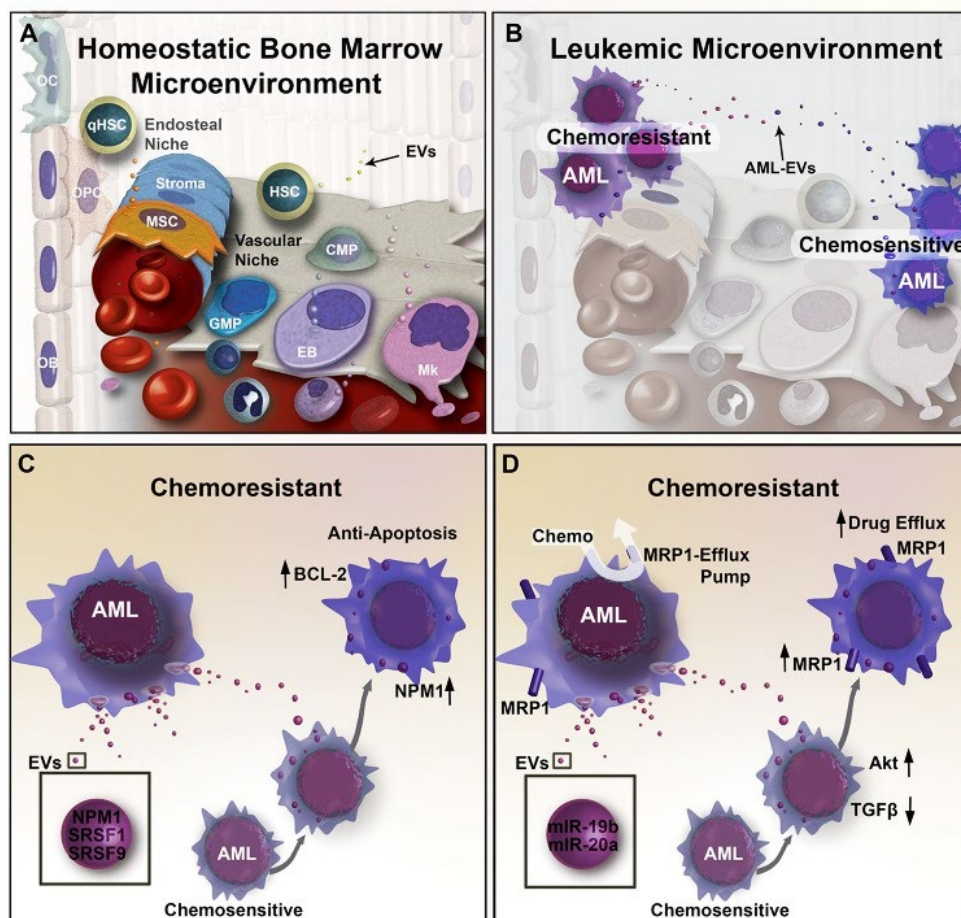 A
Homeostatic Bone Marrow
Microenvironment
OC
qHSC
Endosteal
Niche
EVs
OPC
Stroma
HSC
MSC
Vascular
Niche
CMP
GMP
EB
OB
Mk
B
Leukemic Microenvironment
Chemoresistant
AML
AML-EVs
Chemosensitive
AML
C
Chemoresistant
Anti-Apoptosis
BCL-2
AML
NPM1
EVs
NPM1
SRSF1
SRSF9
AML
Chemosensitive
D
Chemoresistant
Drug Efflux
MRP1
Chemo
MRP1-Efflux
Pump
AML
MRP1
MRP1
EVs
Akt
TGFβ
mIR-19b
mIR-20a
AML
Chemosensitive